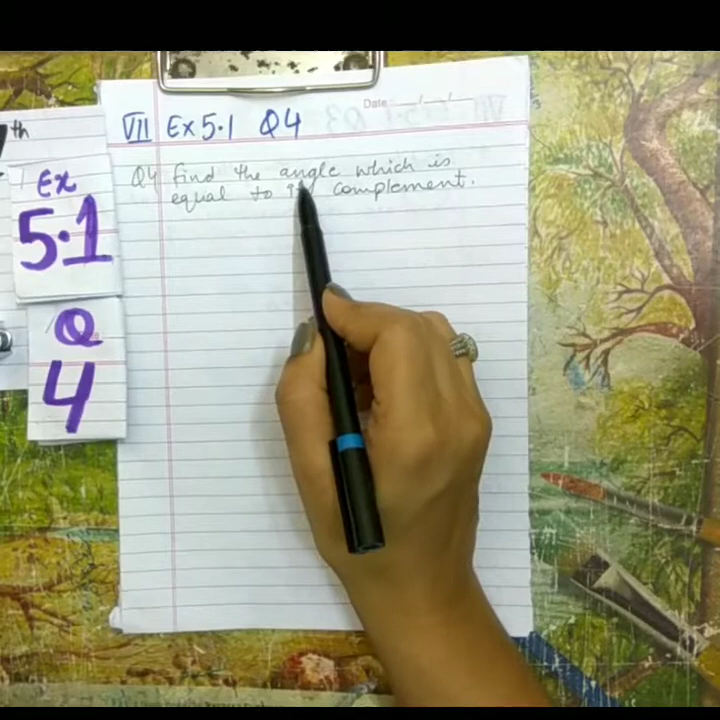 th
Ex
5.1
Q
4
Date
VII Ex 5.1 Q4
Q4 find the angle which is
equal to its complement.